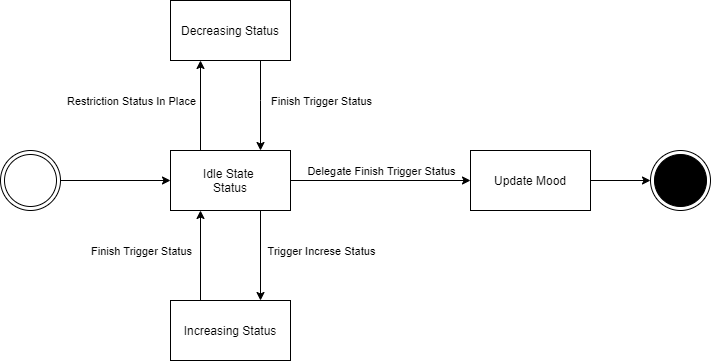 Decreasing Status
Restriction Status In Place
Finish Trigger Status
Idle State
Status
Delegate Finish Trigger Status
Update Mood
Finish Trigger Status
Trigger Increse Status
Increasing Status